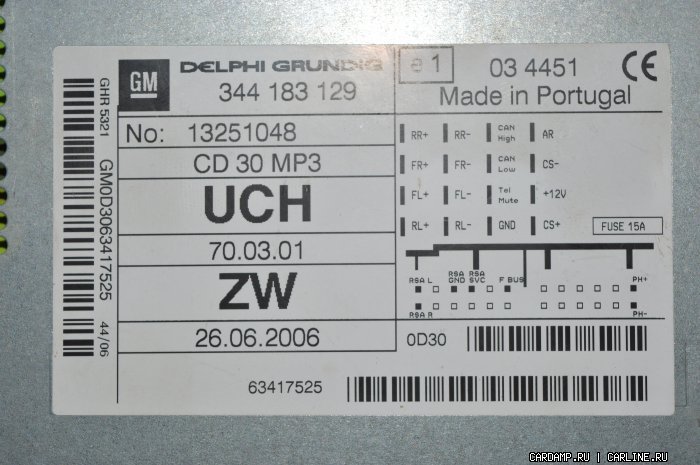 GM
DELPHI GRUNDIG
344 183 129
e 1
03 4451
CE
Made in Portugal
No: 13251048
CD 30 MP3
UCH
70.03.01
ZW
26.06.2006
RR+ RR- CAN High AR
FR+ FR- CAN Low CS-
FL+ FL- Tel Mute +12V
RL+ RL- GND CS+
FUSE 15A
RSA L RSA GND RSA SVC F BUS PH+
RSA R PH-
0D30
63417525
GHR 5321
GM0D3063417525
44/06
CARDAMP.RU | CARLINE.RU